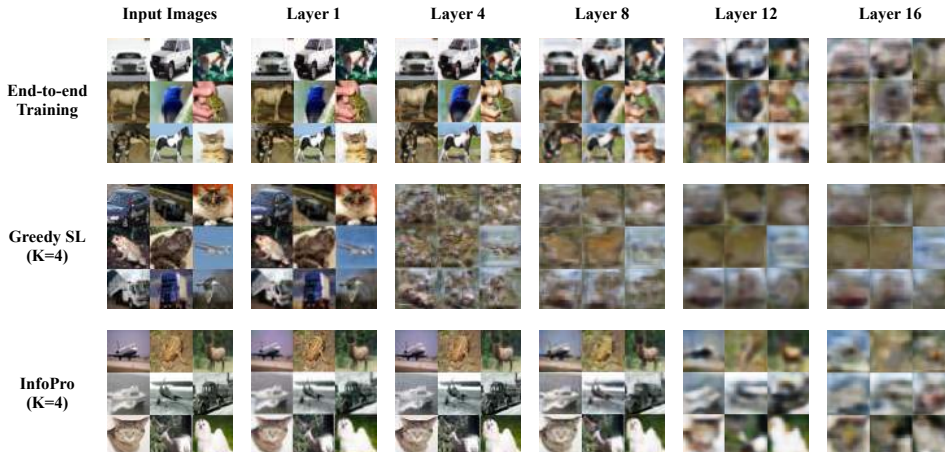 Input Images Layer 1 Layer 4 Layer 8 Layer 12 Layer 16
End-to-end
Training
Greedy SL
(K=4)
InfoPro
(K=4)